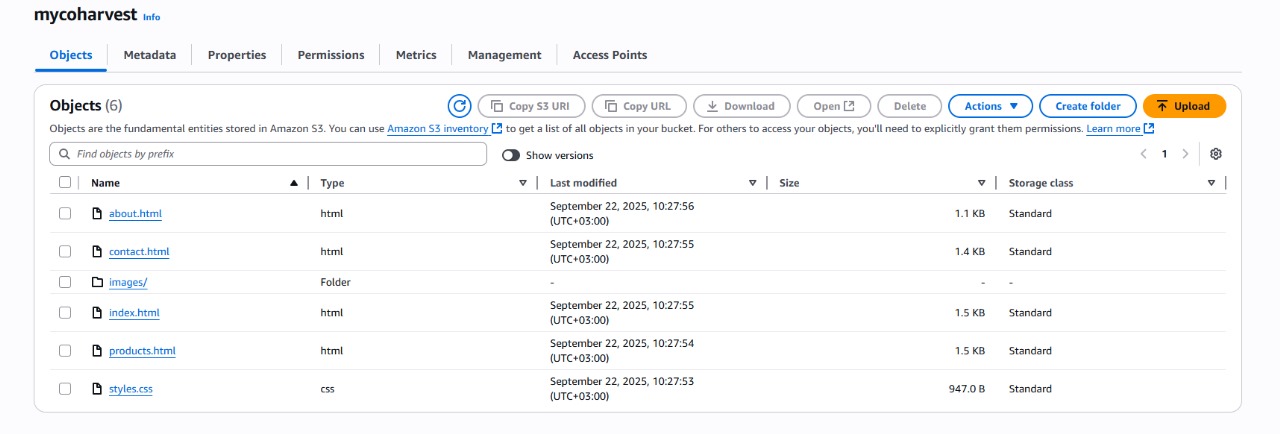 mycoharvest Info
Objects Metadata Properties Permissions Metrics Management Access Points
Objects (6) Copy S3 URI Copy URL Download Open Delete Actions Create folder Upload
Objects are the fundamental entities stored in Amazon S3. You can use Amazon S3 inventory to get a list of all objects in your bucket. For others to access your objects, you'll need to explicitly grant them permissions. Learn more
Find objects by prefix Show versions 1
Name Type Last modified Size Storage class
about.html html September 22, 2025, 10:27:56 (UTC+03:00) 1.1 KB Standard
contact.html html September 22, 2025, 10:27:55 (UTC+03:00) 1.4 KB Standard
images/ Folder - - -
index.html html September 22, 2025, 10:27:55 (UTC+03:00) 1.5 KB Standard
products.html html September 22, 2025, 10:27:54 (UTC+03:00) 1.5 KB Standard
styles.css css September 22, 2025, 10:27:53 (UTC+03:00) 947.0 B Standard